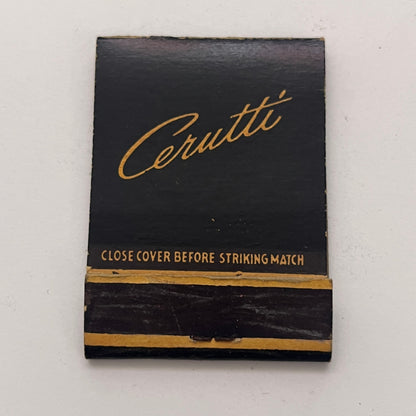 Cerutti
CLOSE COVER BEFORE STRIKING MATCH